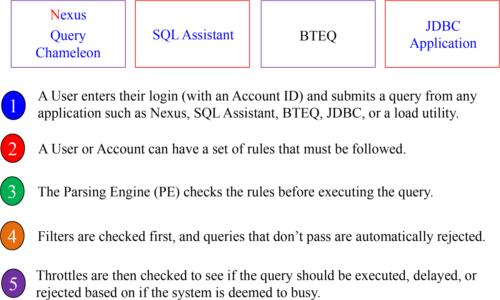 Nexus
Query
Chameleon
SQL Assistant
BTEQ
JDBC
Application
1 A User enters their login (with an Account ID) and submits a query from any
application such as Nexus, SQL Assistant, BTEQ, JDBC, or a load utility.
2 A User or Account can have a set of rules that must be followed.
3 The Parsing Engine (PE) checks the rules before executing the query.
4 Filters are checked first, and queries that don't pass are automatically rejected.
5 Throttles are then checked to see if the query should be executed, delayed, or
rejected based on if the system is deemed to busy.